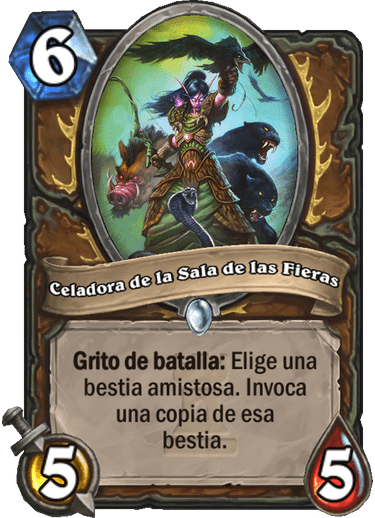 6
Celadora de la Sala de las Fieras
Grito de batalla: Elige una
bestia amistosa. Invoca
una copia de esa
bestia.
5 5